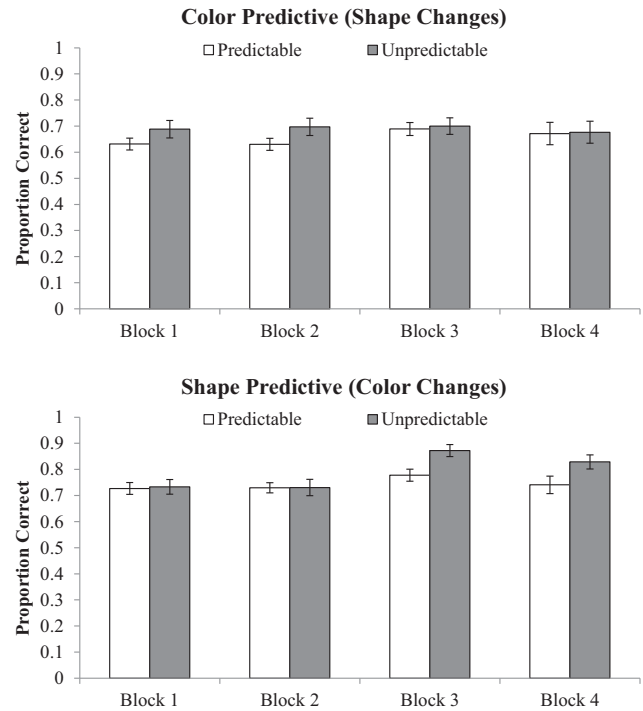 Color Predictive (Shape Changes)
Predictable
Unpredictable
Proportion Correct
1
0.9
0.8
0.7
0.6
0.5
0.4
0.3
0.2
0.1
0
Block 1 Block 2 Block 3 Block 4
Shape Predictive (Color Changes)
Predictable
Unpredictable
Proportion Correct
1
0.9
0.8
0.7
0.6
0.5
0.4
0.3
0.2
0.1
0
Block 1 Block 2 Block 3 Block 4